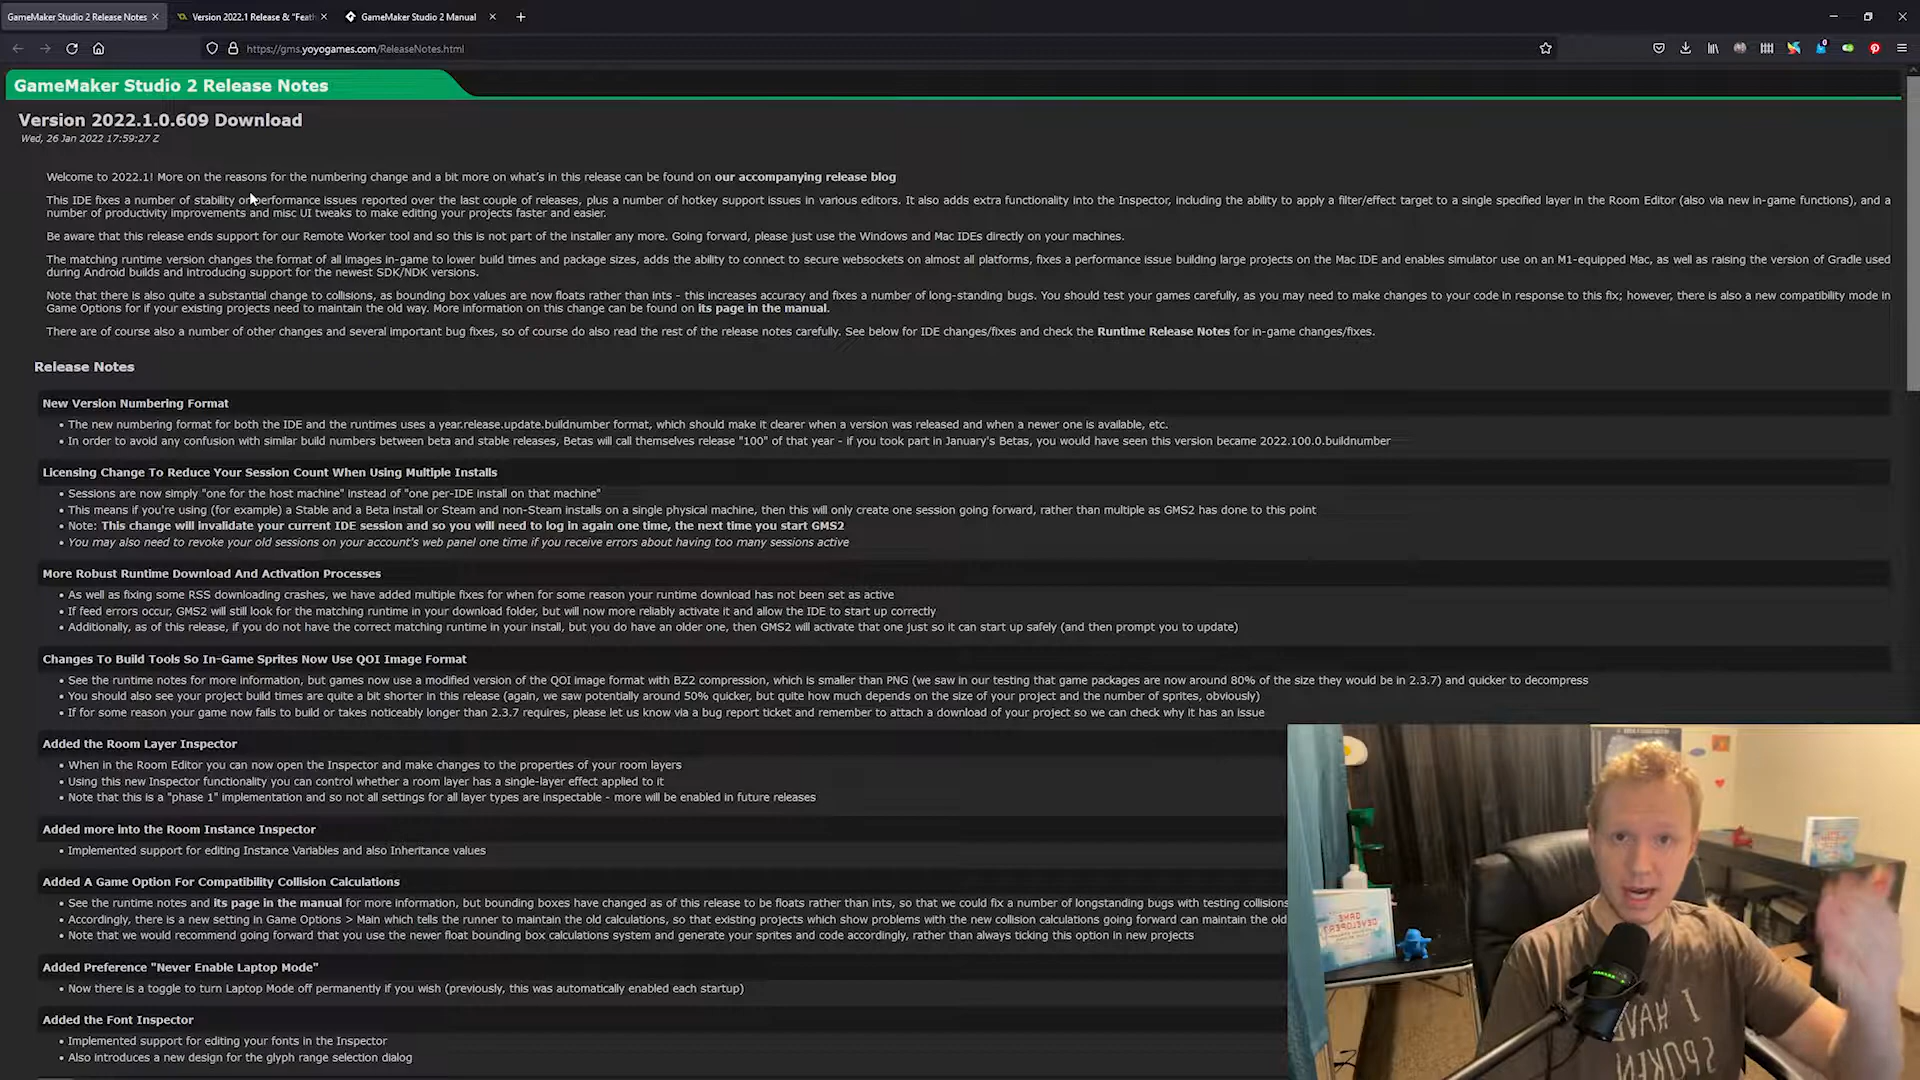 GameMaker Studio 2 Release Notes
Version 2022.1 Release & "Feat
GameMaker Studio 2 Manual
https://gms.yoyogames.com/ReleaseNotes.html
GameMaker Studio 2 Release Notes
Version 2022.1.0.609 Download
Wed, 26 Jan 2022 17:59:27 Z
Welcome to 2022.1! More on the reasons for the numbering change and a bit more on what's in this release can be found on our accompanying release blog
This IDE fixes a number of stability or performance issues reported over the last couple of releases, plus a number of hotkey support issues in various editors. It also adds extra functionality into the Inspector, including the ability to apply a filter/effect target to a single specified layer in the Room Editor (also via new in-game functions), and a
number of productivity improvements and misc UI tweaks to make editing your projects faster and easier.
Be aware that this release ends support for our Remote Worker tool and so this is not part of the installer any more. Going forward, please just use the Windows and Mac IDEs directly on your machines.
The matching runtime version changes the format of all images in-game to lower build times and package sizes, adds the ability to connect to secure websockets on almost all platforms, fixes a performance issue building large projects on the Mac IDE and enables simulator use on an M1-equipped Mac, as well as raising the version of Gradle used
during Android builds and introducing support for the newest SDK/NDK versions.
Note that there is also quite a substantial change to collisions, as bounding box values are now floats rather than ints - this increases accuracy and fixes a number of long-standing bugs. You should test your games carefully, as you may need to make changes to your code in response to this fix; however, there is also a new compatibility mode in
Game Options for if your existing projects need to maintain the old way. More information on this change can be found on its page in the manual.
There are of course also a number of other changes and several important bug fixes, so of course do also read the rest of the release notes carefully. See below for IDE changes/fixes and check the Runtime Release Notes for in-game changes/fixes.
Release Notes
New Version Numbering Format
• The new numbering format for both the IDE and the runtimes uses a year.release.update.buildnumber format, which should make it clearer when a version was released and when a newer one is available, etc.
• In order to avoid any confusion with similar build numbers between beta and stable releases, Betas will call themselves release "100" of that year - if you took part in January's Betas, you would have seen this version became 2022.100.0.buildnumber
Licensing Change To Reduce Your Session Count When Using Multiple Installs
• Sessions are now simply "one for the host machine" instead of "one per-IDE install on that machine"
• This means if you're using (for example) a Stable and a Beta install or Steam and non-Steam installs on a single physical machine, then this will only create one session going forward, rather than multiple as GMS2 has done to this point
• Note: This change will invalidate your current IDE session and so you will need to log in again one time, the next time you start GMS2
• You may also need to revoke your old sessions on your account's web panel one time if you receive errors about having too many sessions active
More Robust Runtime Download And Activation Processes
• As well as fixing some RSS downloading crashes, we have added multiple fixes for when for some reason your runtime download has not been set as active
• If feed errors occur, GMS2 will still look for the matching runtime in your download folder, but will now more reliably activate it and allow the IDE to start up correctly
• Additionally, as of this release, if you do not have the correct matching runtime in your install, but you do have an older one, then GMS2 will activate that one just so it can start up safely (and then prompt you to update)
Changes To Build Tools So In-Game Sprites Now Use QOI Image Format
• See the runtime notes for more information, but games now use a modified version of the QOI image format with BZ2 compression, which is smaller than PNG (we saw in our testing that game packages are now around 80% of the size they would be in 2.3.7) and quicker to decompress
• You should also see your project build times are quite a bit shorter in this release (again, we saw potentially around 50% quicker, but quite how much depends on the size of your project and the number of sprites, obviously)
• If for some reason your game now fails to build or takes noticeably longer than 2.3.7 requires, please let us know via a bug report ticket and remember to attach a download of your project so we can check why it has an issue
Added the Room Layer Inspector
• When in the Room Editor you can now open the Inspector and make changes to the properties of your room layers
• Using this new Inspector functionality you can control whether a room layer has a single-layer effect applied to it
• Note that this is a "phase 1" implementation and so not all settings for all layer types are inspectable - more will be enabled in future releases
Added more into the Room Instance Inspector
• Implemented support for editing Instance Variables and also Inheritance values
Added A Game Option For Compatibility Collision Calculations
• See the runtime notes and its page in the manual for more information, but bounding boxes have changed as of this release to be floats rather than ints, so that we could fix a number of longstanding bugs with testing collisions
• Accordingly, there is a new setting in Game Options > Main which tells the runner to maintain the old calculations, so that existing projects which show problems with the new collision calculations going forward can maintain the old
• Note that we would recommend going forward that you use the newer float bounding box calculations system and generate your sprites and code accordingly, rather than always ticking this option in new projects
Added Preference "Never Enable Laptop Mode"
• Now there is a toggle to turn Laptop Mode off permanently if you wish (previously, this was automatically enabled each startup)
Added the Font Inspector
• Implemented support for editing your fonts in the Inspector
• Also introduces a new design for the glyph range selection dialog
I HAVE
SPOKEN